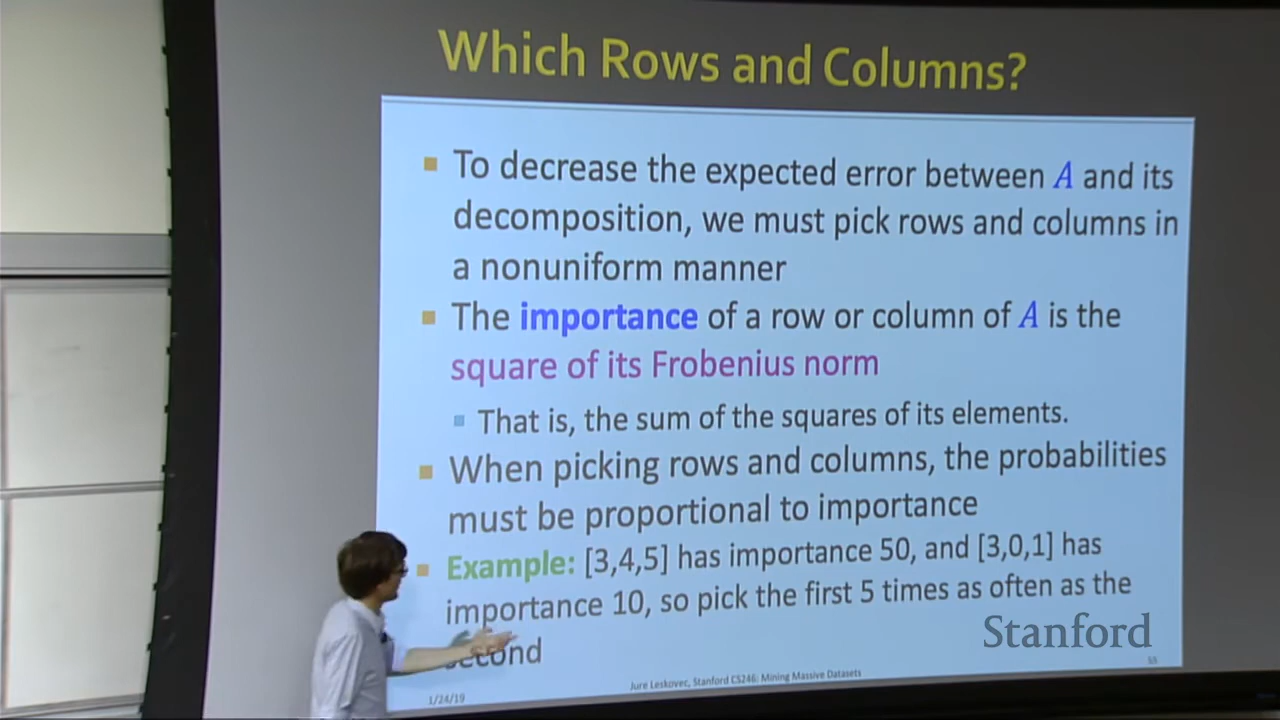 Which Rows and Columns?
To decrease the expected error between A and its
decomposition, we must pick rows and columns in
a nonuniform manner
The importance of a row or column of A is the
square of its Frobenius norm
That is, the sum of the squares of its elements.
When picking rows and columns, the probabilities
must be proportional to importance
Example: [3,4,5] has importance 50, and [3,0,1] has
importance 10, so pick the first 5 times as often as the
second
Stanford
1/24/19
Jure Leskovec, Stanford CS246: Mining Massive Datasets